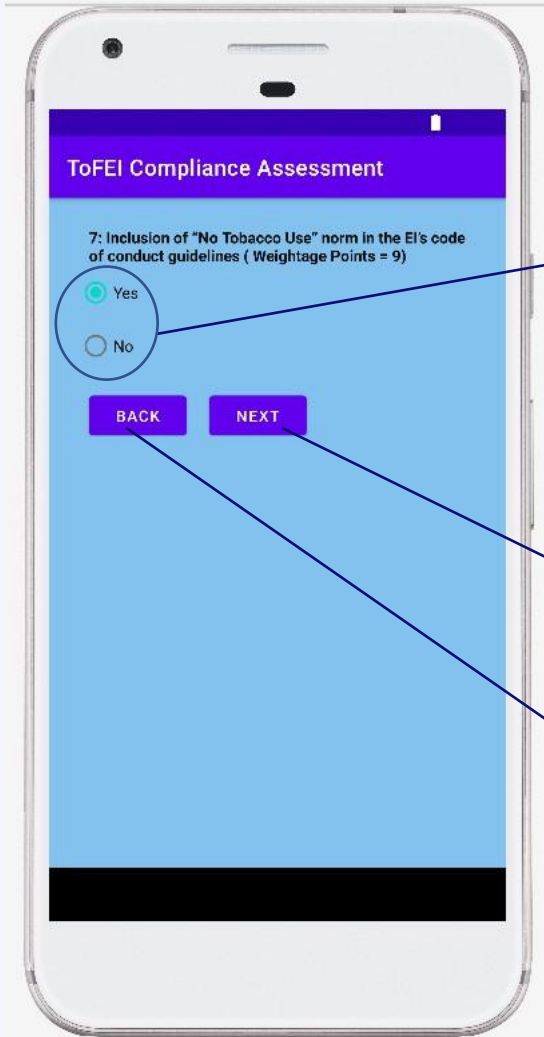 ToFEI Compliance Assessment
7: Inclusion of “No Tobacco Use” norm in the EI’s code
of conduct guidelines ( Weightage Points = 9)
Yes
No
BACK NEXT